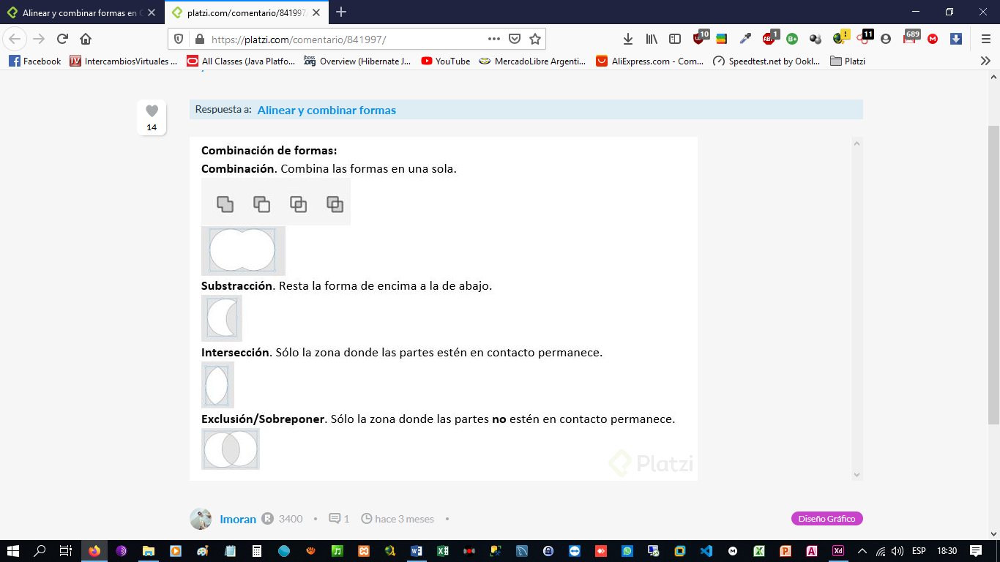 Alinear y combinar formas en
platzi.com/comentario/841997
https://platzi.com/comentario/841997/
10
1
11
689
Facebook
IntercambiosVirtuales ...
All Classes (Java Platfo...
Overview (Hibernate J...
YouTube
MercadoLibre Argenti...
AliExpress.com - Com...
Speedtest.net by Ookl...
Platzi
14
Respuesta a: Alinear y combinar formas
Combinación de formas:
Combinación. Combina las formas en una sola.
Substracción. Resta la forma de encima a la de abajo.
Intersección. Sólo la zona donde las partes estén en contacto permanece.
Exclusión/Sobreponer. Sólo la zona donde las partes no estén en contacto permanece.
Platzi
lmoran 3400 • 1 hace 3 meses •
Diseño Gráfico
ESP 18:30